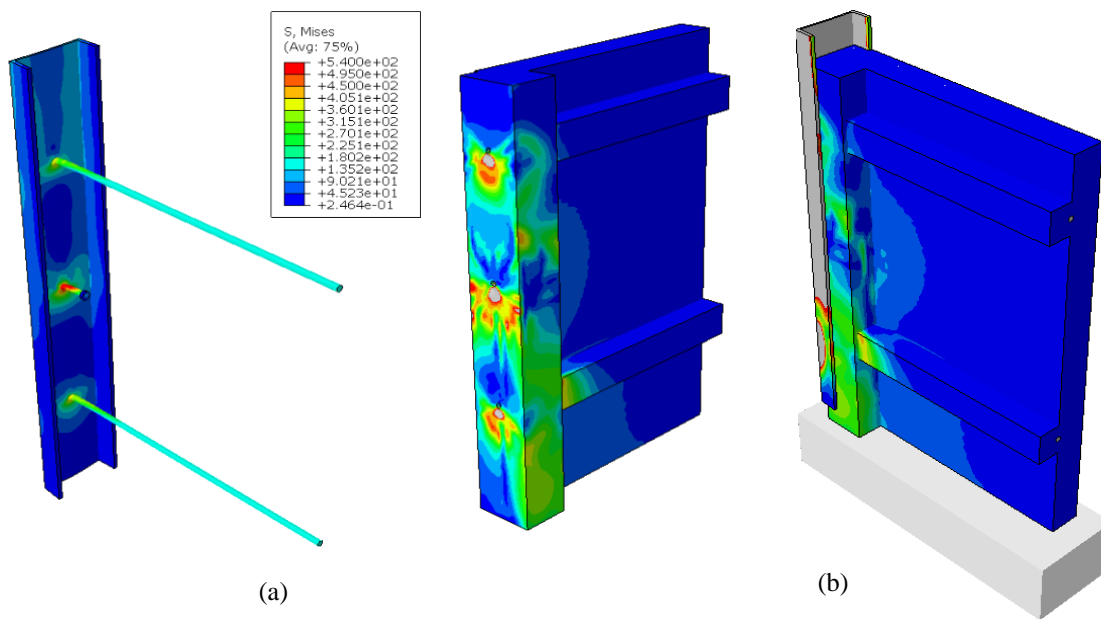 S, Mises
(Avg: 75%)
+5.400e+02
+4.950e+02
+4.500e+02
+4.051e+02
+3.601e+02
+3.151e+02
+2.701e+02
+2.251e+02
+1.802e+02
+1.352e+02
+9.021e+01
+4.523e+01
+2.464e-01
(a)
(b)